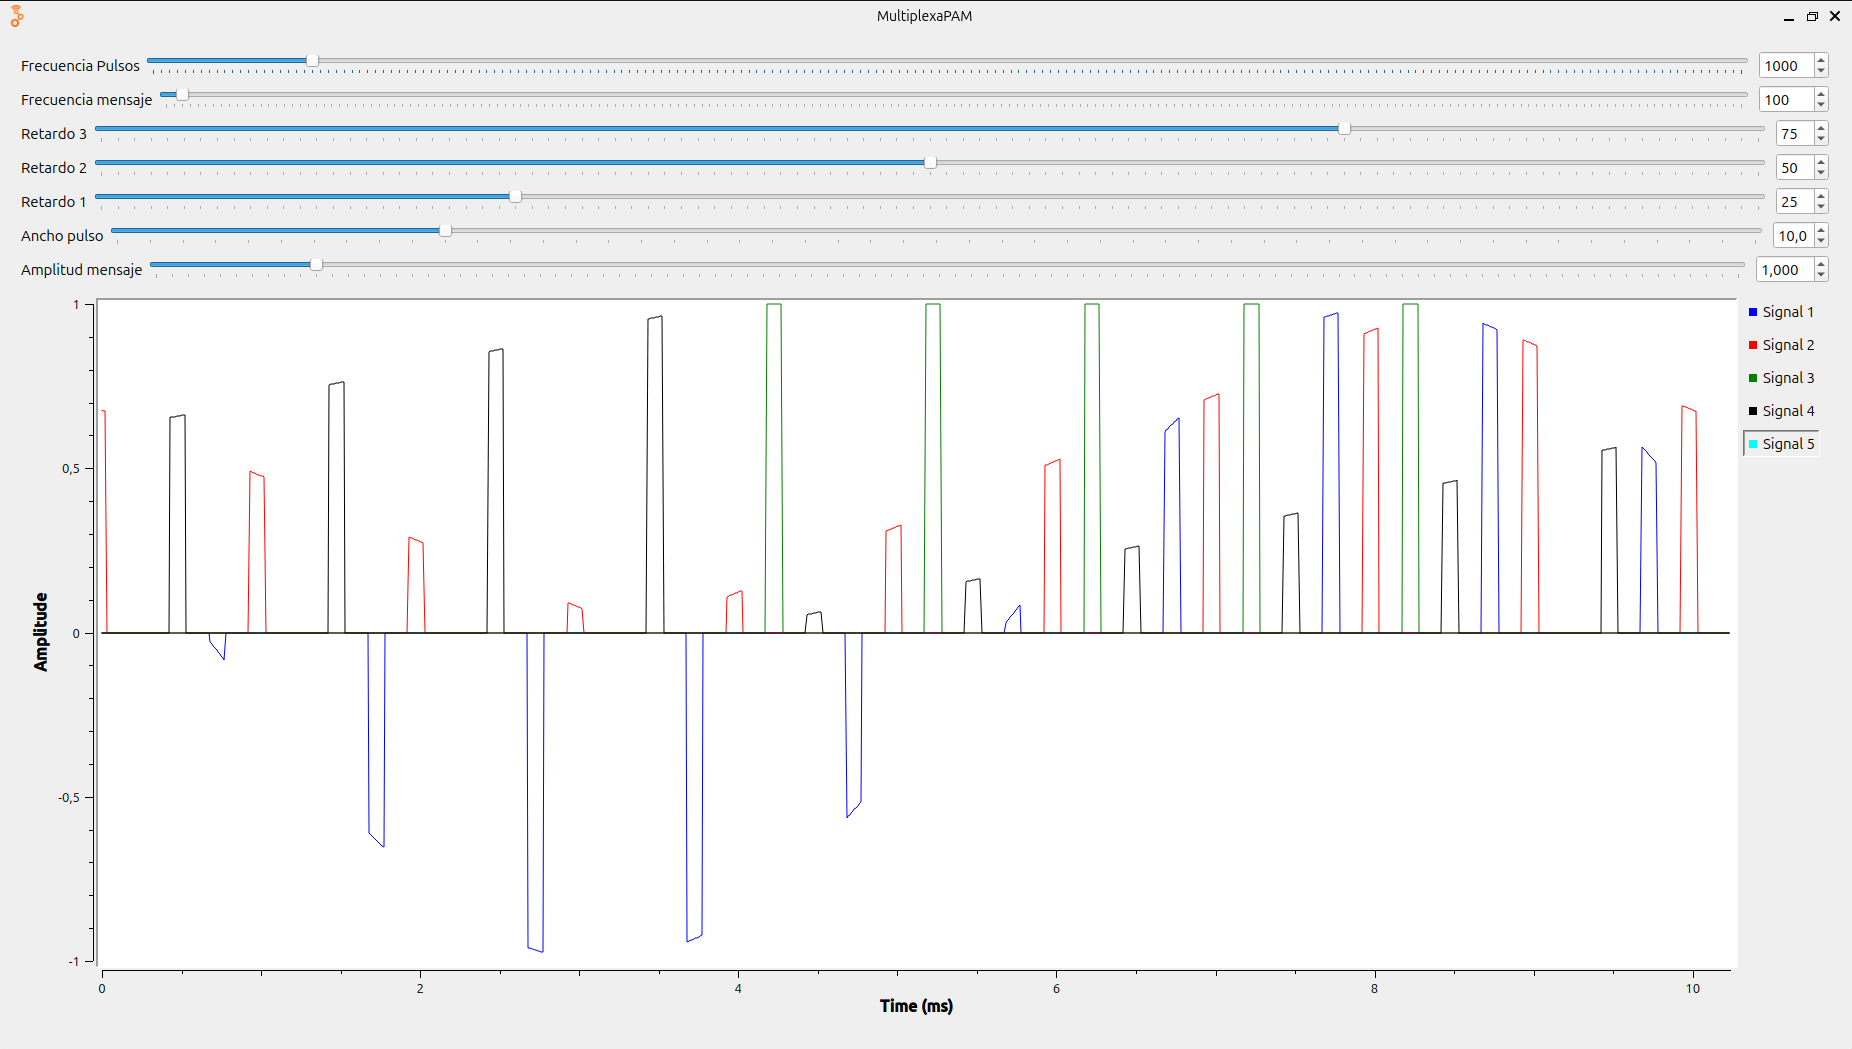 MultiplexaPAM
Frecuencia Pulsos 1000
Frecuencia mensaje 100
Retardo 3 75
Retardo 2 50
Retardo 1 25
Ancho pulso 10,0
Amplitud mensaje 1,000
1
0,5
0
-0,5
-1
Amplitude
Signal 1
Signal 2
Signal 3
Signal 4
Signal 5
0 2 4 6 8 10
Time (ms)